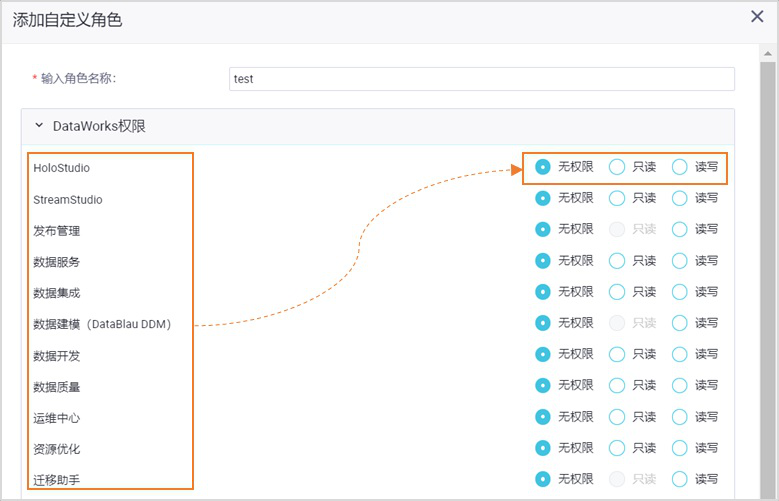 添加自定义角色
* 输入角色名称: test
DataWorks权限
HoloStudio 无权限 只读 读写
StreamStudio 无权限 只读 读写
发布管理 无权限 只读 读写
数据服务 无权限 只读 读写
数据集成 无权限 只读 读写
数据建模（DataBlau DDM） 无权限 只读 读写
数据开发 无权限 只读 读写
数据质量 无权限 只读 读写
运维中心 无权限 只读 读写
资源优化 无权限 只读 读写
迁移助手 无权限 只读 读写